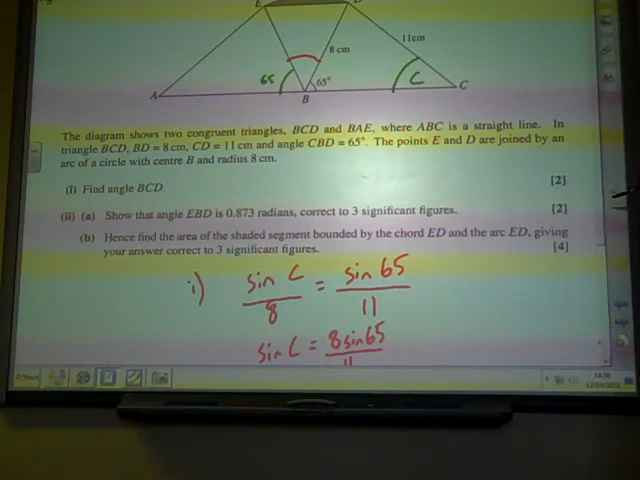 E
8 cm
11cm
65
65°
C
A
B
C
The diagram shows two congruent triangles, BCD and BAE, where ABC is a straight line. In
triangle BCD, BD = 8 cm, CD = 11 cm and angle CBD = 65°. The points E and D are joined by an
arc of a circle with centre B and radius 8 cm.
(i) Find angle BCD. [2]
(ii) (a) Show that angle EBD is 0.873 radians, correct to 3 significant figures. [2]
(b) Hence find the area of the shaded segment bounded by the chord ED and the arc ED, giving
your answer correct to 3 significant figures. [4]
i) sin C / 8 = sin 65 / 11
sin C = 8 sin 65 / 11